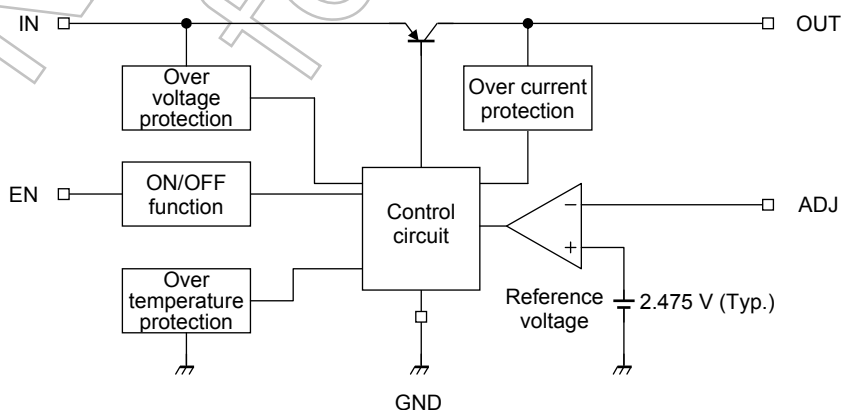 IN
OUT
Over
voltage
protection
Over current
protection
EN
ON/OFF
function
Control
circuit
−
+
ADJ
Over
temperature
protection
Reference
voltage
2.475 V (Typ.)
GND